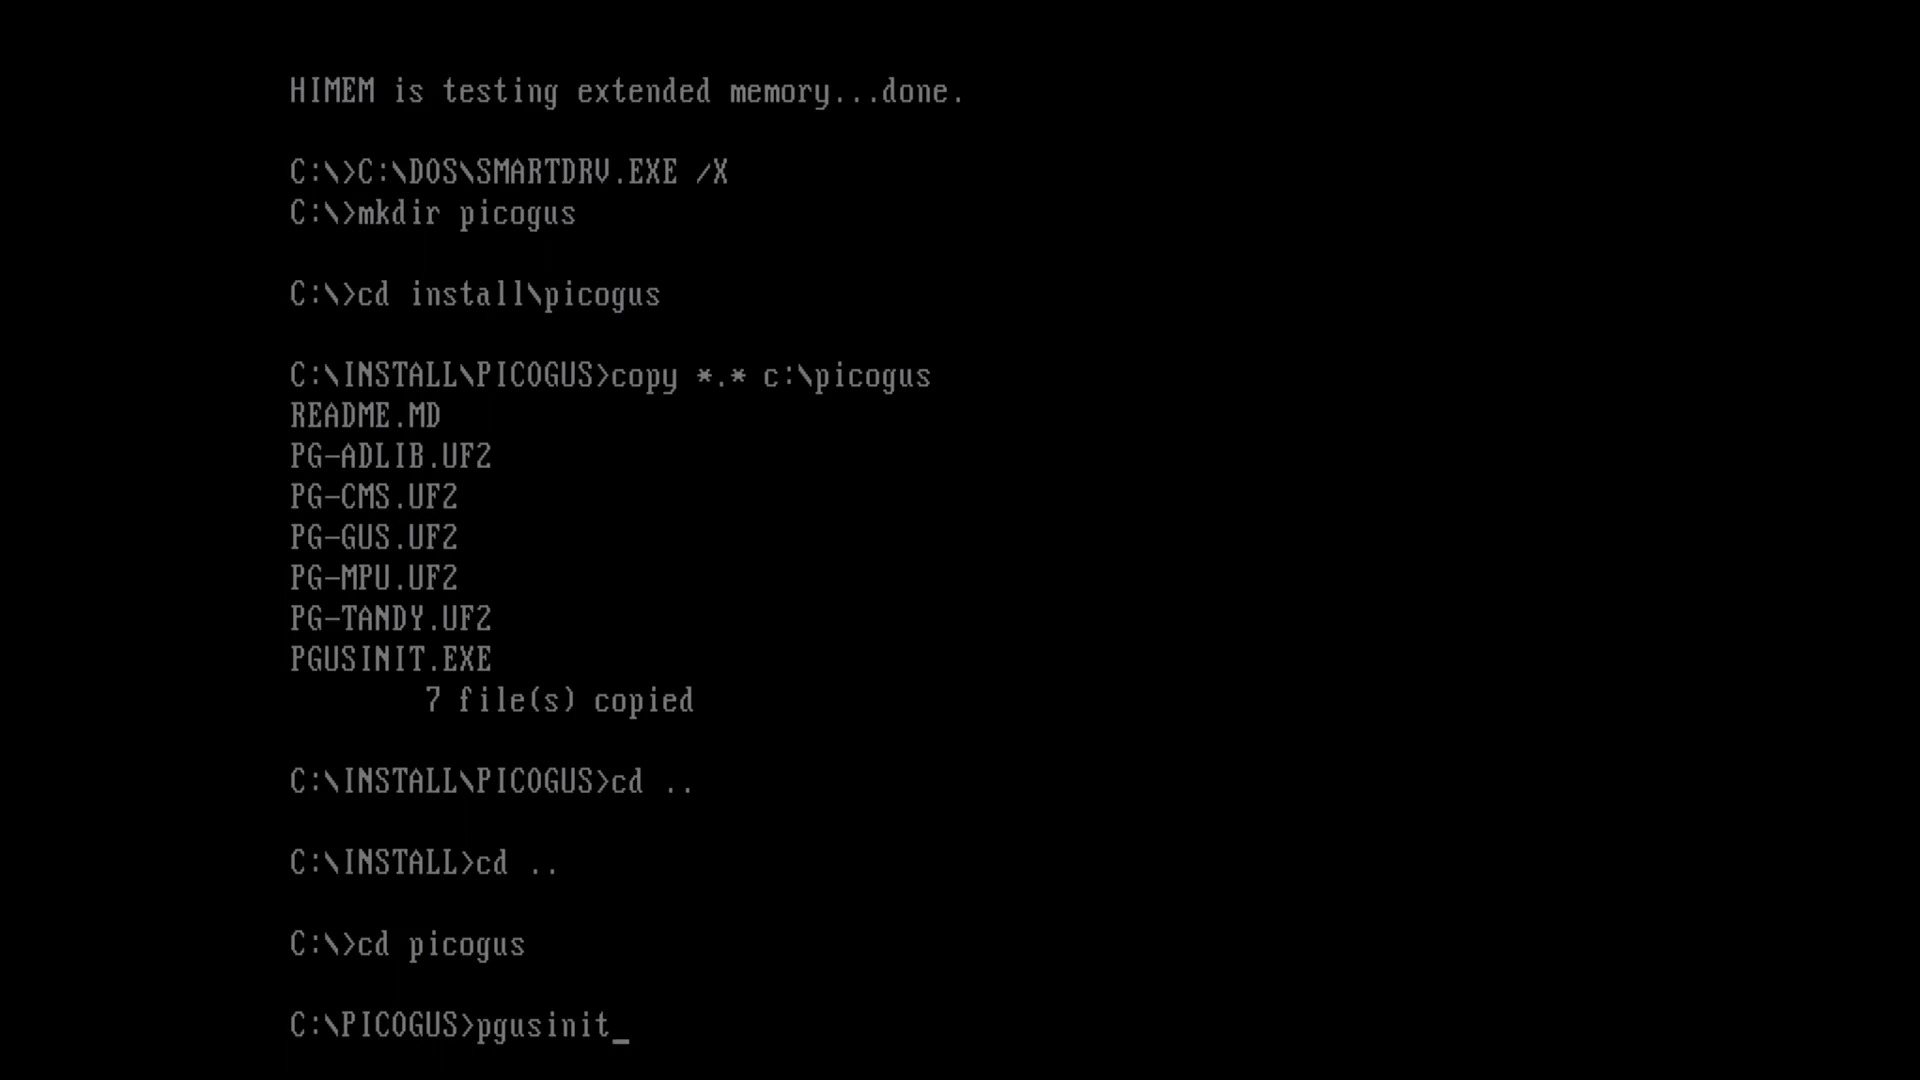 HIMEM is testing extended memory...done.
C:\>C:\DOS\SMARTDRV.EXE /X
C:\>mkdir picogus
C:\>cd install\picogus
C:\INSTALL\PICOGUS>copy *.* c:\picogus
README.MD
PG-ADLIB.UF2
PG-CMS.UF2
PG-GUS.UF2
PG-MPU.UF2
PG-TANDY.UF2
PGUSINIT.EXE
7 file(s) copied
C:\INSTALL\PICOGUS>cd ..
C:\INSTALL>cd ..
C:\>cd picogus
C:\PICOGUS>pgusinit_